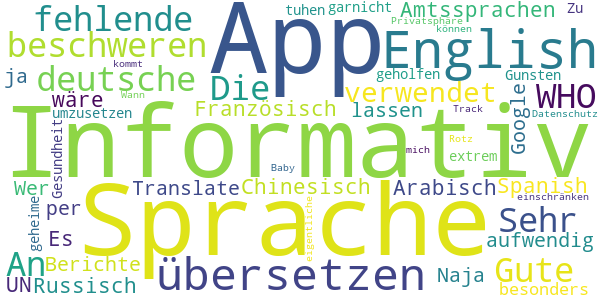 fehlende
App
tuhen
garnicht
Amtssprachen
Zu
Privatsphäre
können
beschweren
English
ja
deutsche
kommt
Wann
Die
geholfen
Gunsten
wäre
verwendet
WHO
umzusetzen
Französisch
lassen
Track
Google
Datenschutz
Informativ
Gesundheit
Rotz
mich
extrem
Baby
Wer
Translate
Chinesisch
Arabisch
Spanish
einschränken
geheime
per
Sprache
eigentliche
Sehr
Es
aufwendig
An
Berichte
übersetzen
Naja
Gute
UN
Russisch
besonders